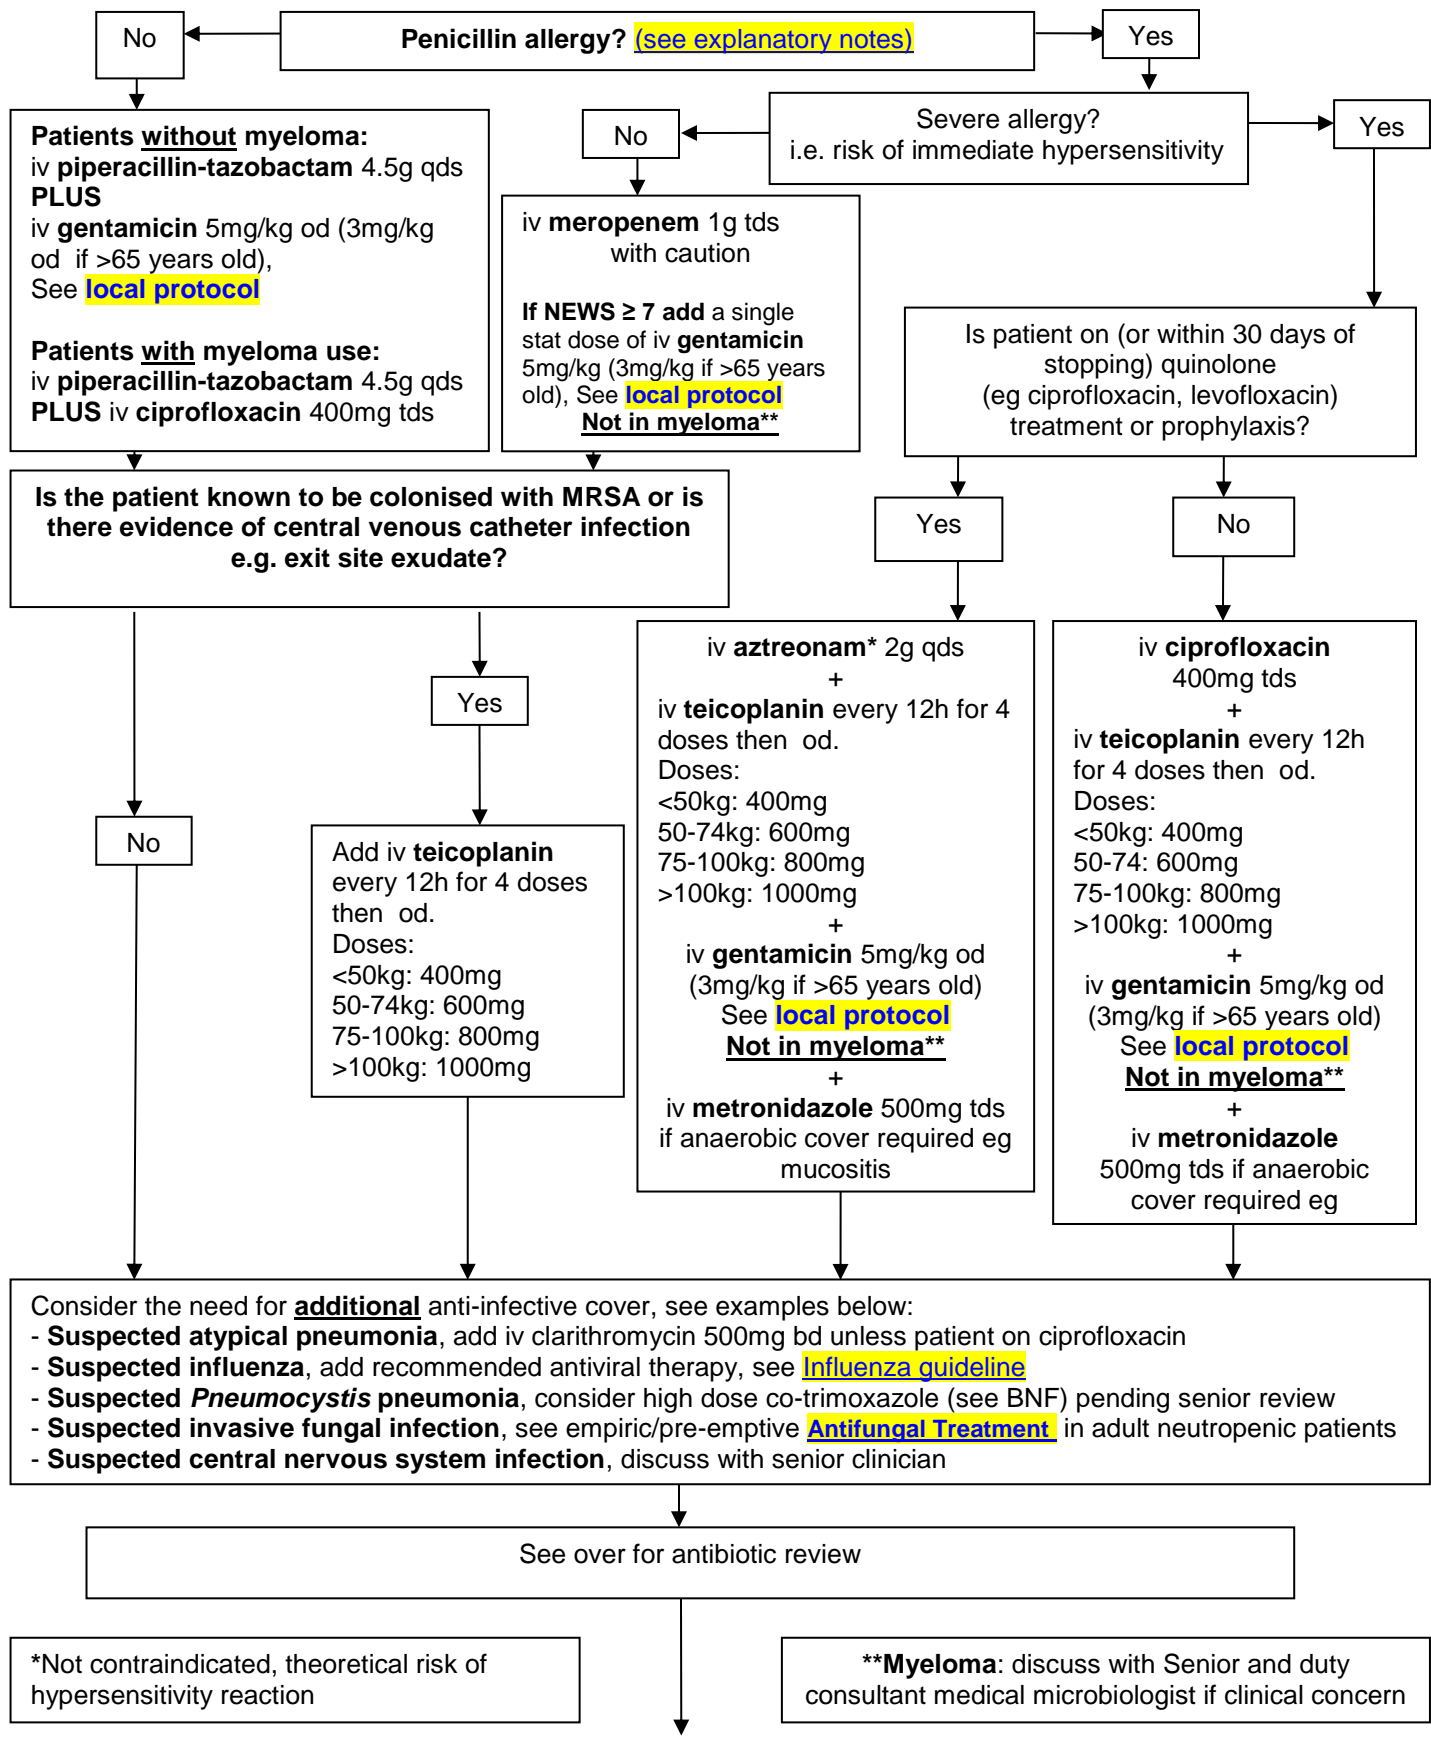 No
Penicillin allergy? (see explanatory notes)
Yes
Patients without myeloma:
iv piperacillin-tazobactam 4.5g qds
PLUS
iv gentamicin 5mg/kg od (3mg/kg
od if >65 years old),
See local protocol
Patients with myeloma use:
iv piperacillin-tazobactam 4.5g qds
PLUS iv ciprofloxacin 400mg tds
No
Severe allergy?
i.e. risk of immediate hypersensitivity
Yes
iv meropenem 1g tds
with caution
If NEWS ≥ 7 add a single
stat dose of iv gentamicin
5mg/kg (3mg/kg if >65 years
old), See local protocol
Not in myeloma**
Is patient on (or within 30 days of
stopping) quinolone
(eg ciprofloxacin, levofloxacin)
treatment or prophylaxis?
Is the patient known to be colonised with MRSA or is
there evidence of central venous catheter infection
e.g. exit site exudate?
Yes
No
No
Yes
Add iv teicoplanin
every 12h for 4 doses
then od.
Doses:
<50kg: 400mg
50-74kg: 600mg
75-100kg: 800mg
>100kg: 1000mg
iv aztreonam* 2g qds
+
iv teicoplanin every 12h for 4
doses then od.
Doses:
<50kg: 400mg
50-74kg: 600mg
75-100kg: 800mg
>100kg: 1000mg
+
iv gentamicin 5mg/kg od
(3mg/kg if >65 years old)
See local protocol
Not in myeloma**
+
iv metronidazole 500mg tds
if anaerobic cover required eg
mucositis
iv ciprofloxacin
400mg tds
+
iv teicoplanin every 12h
for 4 doses then od.
Doses:
<50kg: 400mg
50-74: 600mg
75-100kg: 800mg
>100kg: 1000mg
+
iv gentamicin 5mg/kg od
(3mg/kg if >65 years old)
See local protocol
Not in myeloma**
+
iv metronidazole
500mg tds if anaerobic
cover required eg
Consider the need for additional anti-infective cover, see examples below:
- Suspected atypical pneumonia, add iv clarithromycin 500mg bd unless patient on ciprofloxacin
- Suspected influenza, add recommended antiviral therapy, see Influenza guideline
- Suspected Pneumocystis pneumonia, consider high dose co-trimoxazole (see BNF) pending senior review
- Suspected invasive fungal infection, see empiric/pre-emptive Antifungal Treatment in adult neutropenic patients
- Suspected central nervous system infection, discuss with senior clinician
See over for antibiotic review
*Not contraindicated, theoretical risk of
hypersensitivity reaction
**Myeloma: discuss with Senior and duty
consultant medical microbiologist if clinical concern